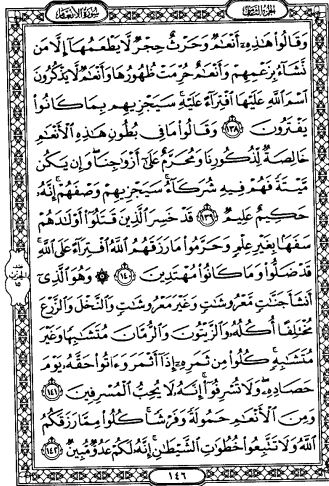 الجزء الثامن
سورة الأنعام
وَقَالُوا۟ هَـٰذِهِۦٓ أَنْعَـٰمٌ وَحَرْثٌ حِجْرٌ لَّا يَطْعَمُهَآ إِلَّا مَن
نَّشَآءُ بِزَعْمِهِمْ وَأَنْعَـٰمٌ حُرِّمَتْ ظُهُورُهَا وَأَنْعَـٰمٌ لَّا يَذْكُرُونَ
ٱسْمَ ٱللَّهِ عَلَيْهَا ٱفْتِرَآءً عَلَيْهِ ۚ سَيَجْزِيهِم بِمَا كَانُوا۟
يَفْتَرُونَ ١٣٨ وَقَالُوا۟ مَا فِى بُطُونِ هَـٰذِهِ ٱلْأَنْعَـٰمِ
خَالِصَةٌ لِّذُكُورِنَا وَمُحَرَّمٌ عَلَىٰٓ أَزْوَٰجِنَا ۖ وَإِن يَكُن
مَّيْتَةً فَهُمْ فِيهِ شُرَكَآءُ ۚ سَيَجْزِيهِمْ وَصْفَهُمْ ۚ إِنَّهُۥ
حَكِيمٌ عَلِيمٌ ١٣٩ قَدْ خَسِرَ ٱلَّذِينَ قَتَلُوٓا۟ أَوْلَـٰدَهُمْ
سَفَهًۢا بِغَيْرِ عِلْمٍ وَحَرَّمُوا۟ مَا رَزَقَهُمُ ٱللَّهُ ٱفْتِرَآءً عَلَى ٱللَّهِ ۚ
قَدْ ضَلُّوا۟ وَمَا كَانُوا۟ مُهْتَدِينَ ١٤٠ ۞ وَهُوَ ٱلَّذِىٓ
أَنشَأَ جَنَّـٰتٍ مَّعْرُوشَـٰتٍ وَغَيْرَ مَعْرُوشَـٰتٍ وَٱلنَّخْلَ وَٱلزَّرْعَ
مُخْتَلِفًا أُكُلُهُۥ وَٱلزَّيْتُونَ وَٱلرُّمَّانَ مُتَشَـٰبِهًا وَغَيْرَ
مُتَشَـٰبِهٍ ۚ كُلُوا۟ مِن ثَمَرِهِۦٓ إِذَآ أَثْمَرَ وَءَاتُوا۟ حَقَّهُۥ يَوْمَ
حَصَادِهِۦ ۖ وَلَا تُسْرِفُوٓا۟ ۚ إِنَّهُۥ لَا يُحِبُّ ٱلْمُسْرِفِينَ ١٤١
وَمِنَ ٱلْأَنْعَـٰمِ حَمُولَةً وَفَرْشًا ۚ كُلُوا۟ مِمَّا رَزَقَكُمُ
ٱللَّهُ وَلَا تَتَّبِعُوا۟ خُطُوَٰتِ ٱلشَّيْطَـٰنِ ۚ إِنَّهُۥ لَكُمْ عَدُوٌّ مُّبِينٌ ١٤٢
١٤٦